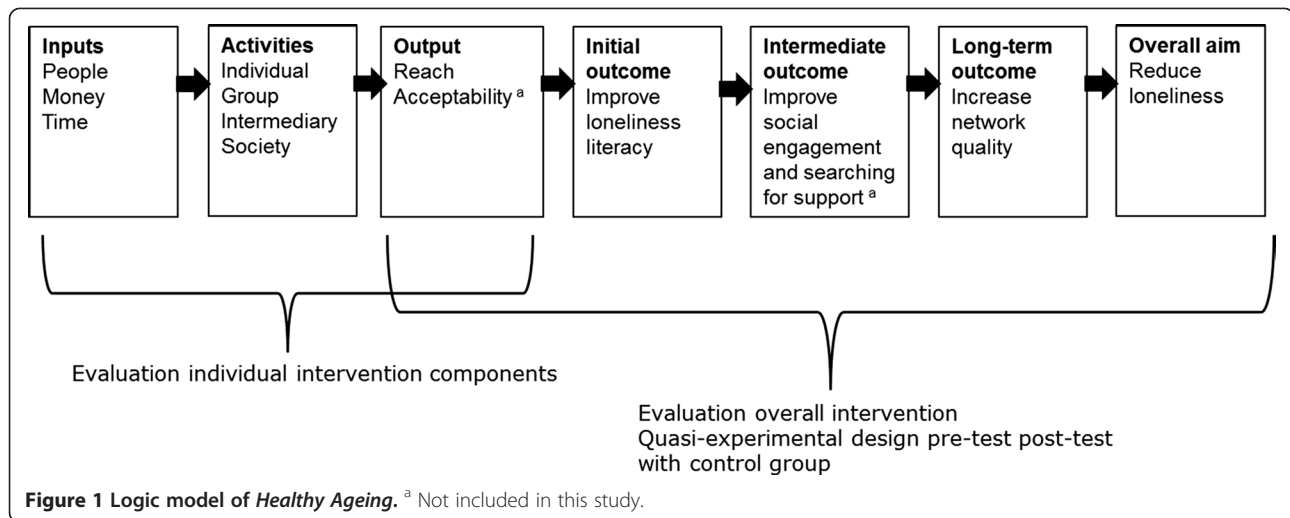 Inputs
People
Money
Time
Activities
Individual
Group
Intermediary
Society
Output
Reach
Acceptability a
Initial
outcome
Improve
loneliness
literacy
Intermediate
outcome
Improve
social
engagement
and searching
for support a
Long-term
outcome
Increase
network
quality
Overall aim
Reduce
loneliness
Evaluation individual intervention components
Evaluation overall intervention
Quasi-experimental design pre-test post-test
with control group
Figure 1 Logic model of Healthy Ageing. a Not included in this study.